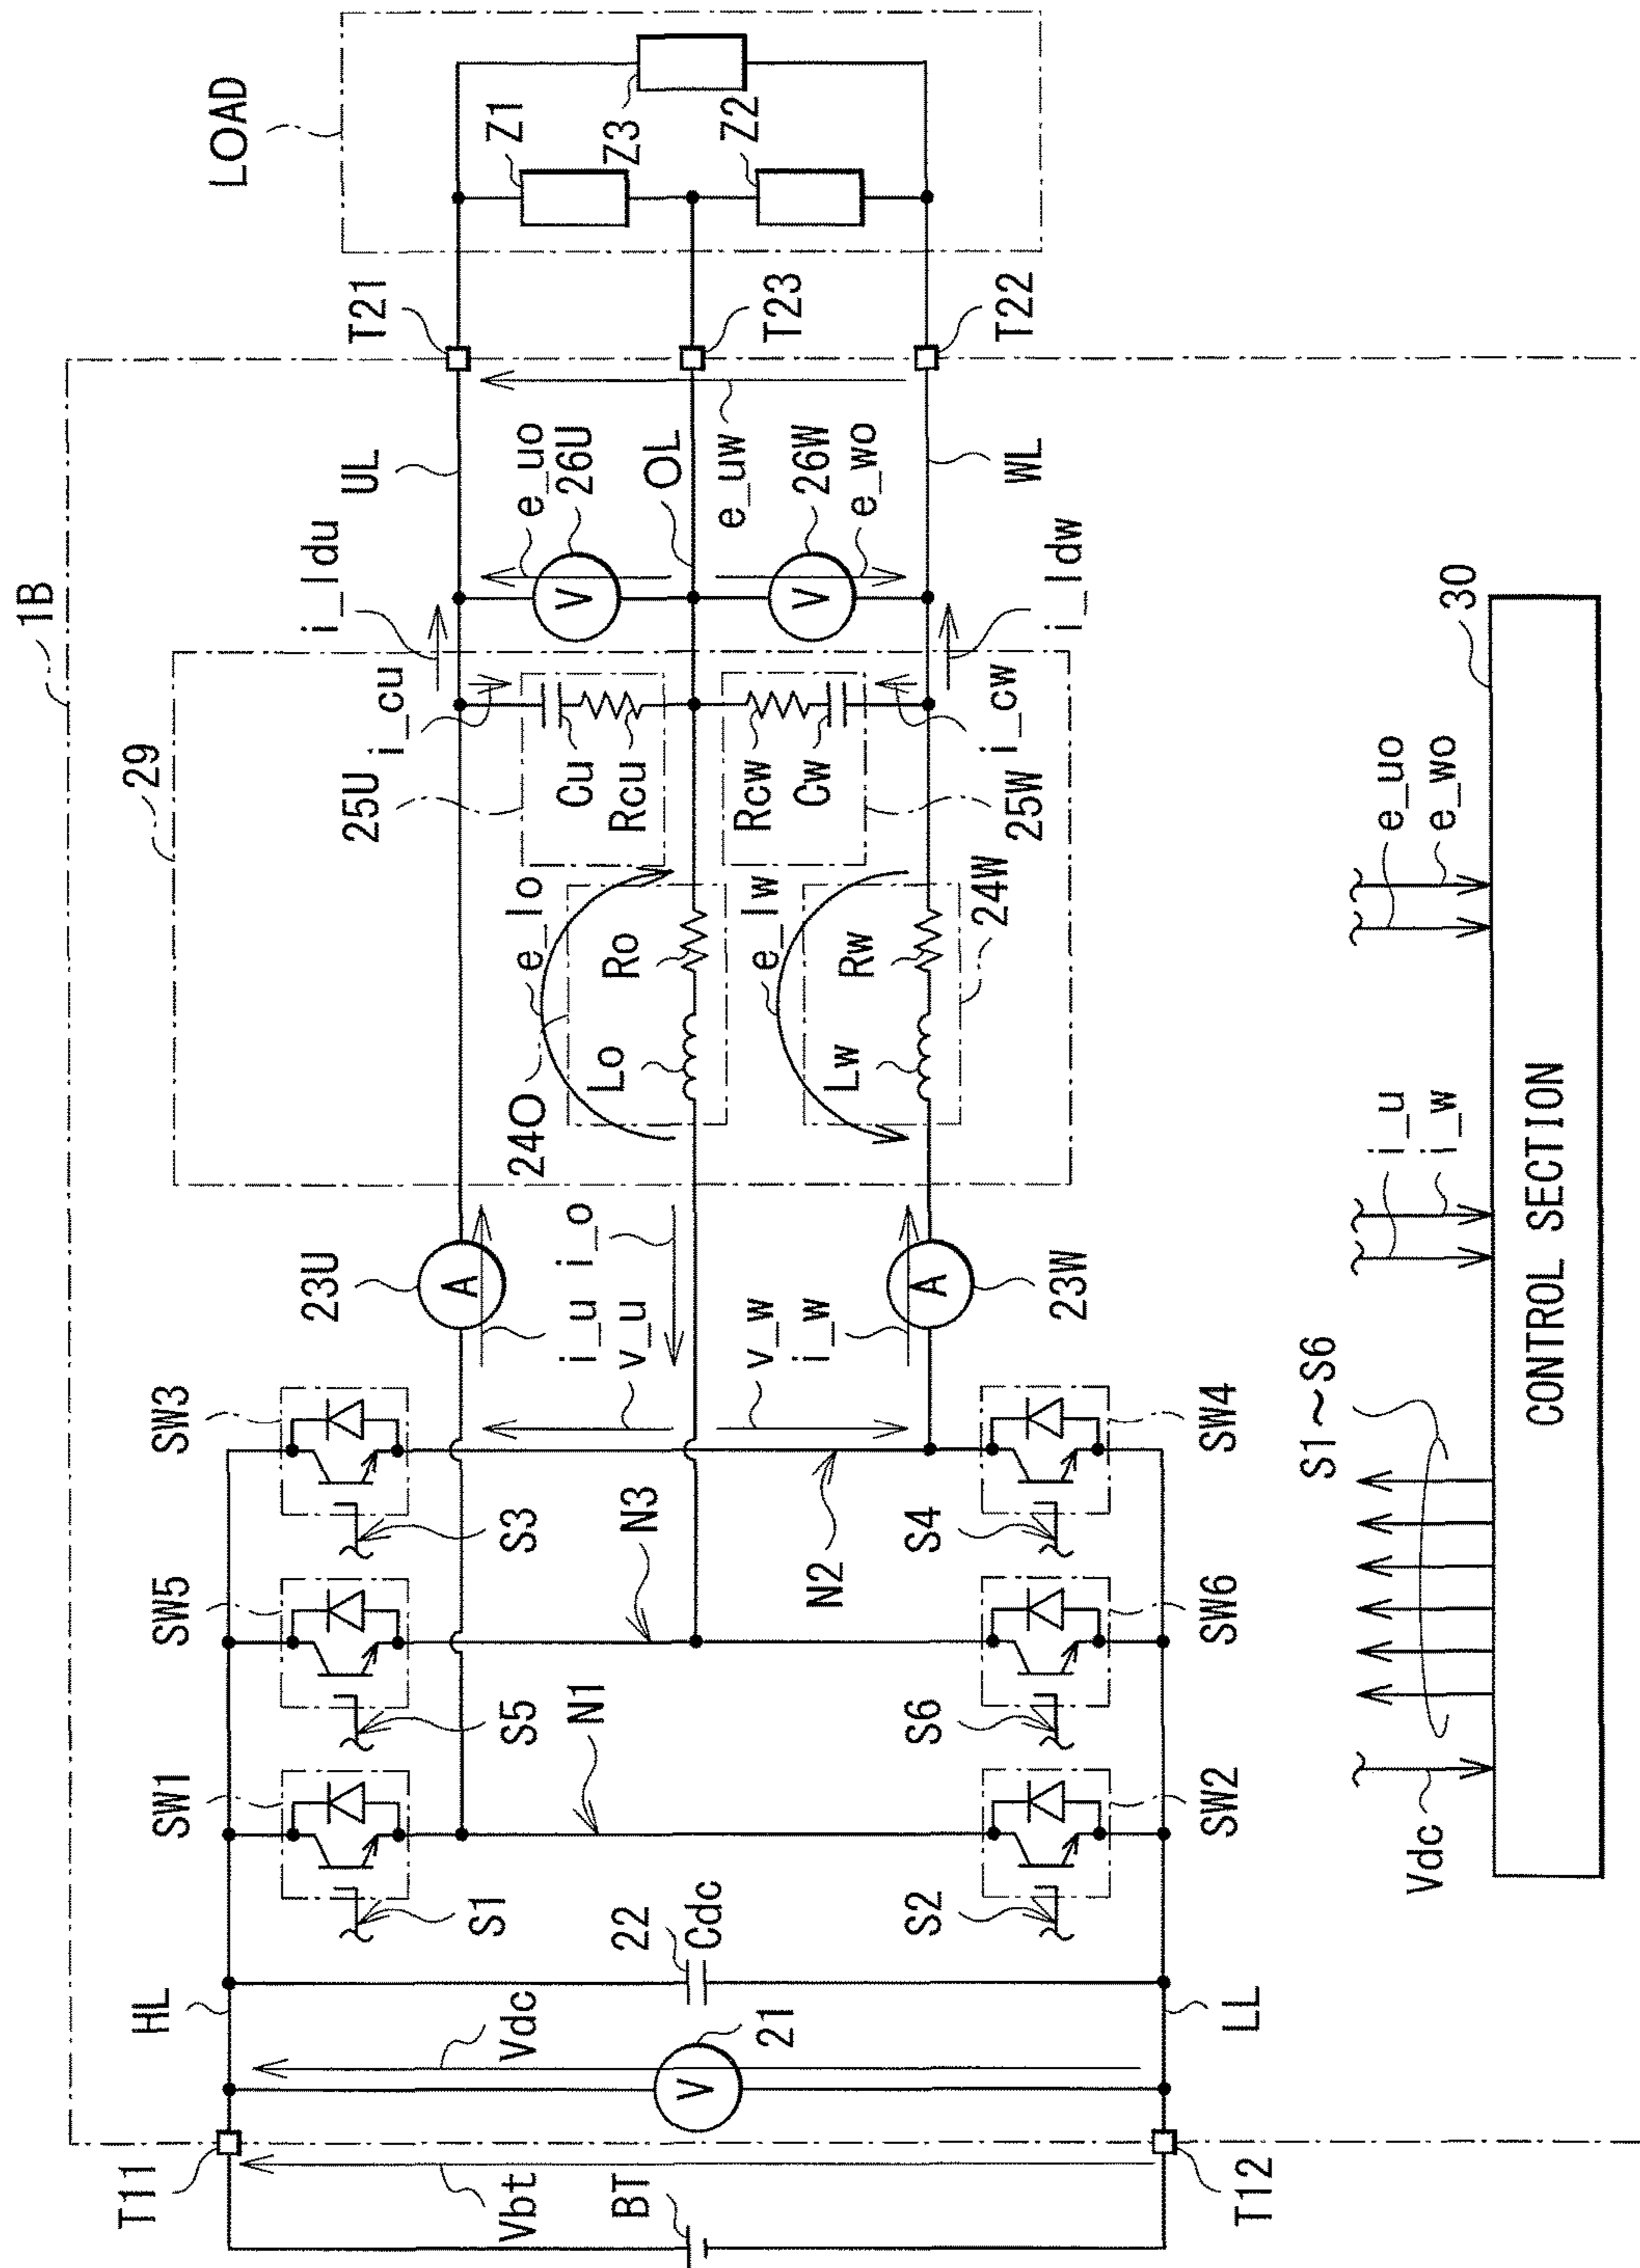 1B
LOAD
Z1
Z3
Z2
T21
T23
T22
UL
e_uo
26U
OL
e_uw
26W
e_wo
WL
i_ldu
i_ldw
29
25U
i_cu
Cu
Rcu
Rcw
Cw
i_cw
25W
24O
e_lo
Ro
Lo
e_lw
Rw
Lw
24W
23U
i_u
i_o
v_u
v_w
i_w
23W
A
A
V
V
SW3
SW5
SW1
S3
S5
S1
N3
N1
N2
SW4
SW6
SW2
S4
S6
S2
22
Cdc
HL
Vdc
21
V
LL
T11
Vbt
BT
T12
30
CONTROL SECTION
Vdc
S1~S6
i_u
i_w
e_uo
e_wo